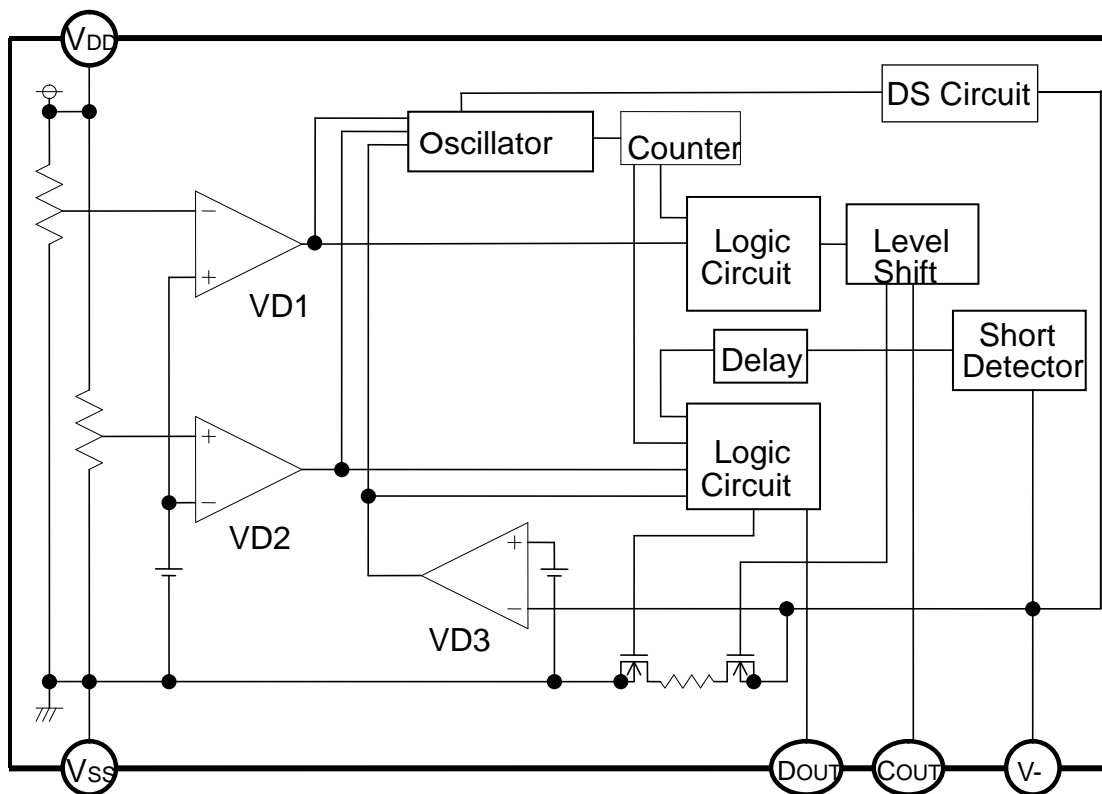 VDD
DS Circuit
Oscillator
Counter
−
+
VD1
Logic
Circuit
Level
Shift
Delay
Short
Detector
+
−
VD2
Logic
Circuit
+
−
VD3
VSS
DOUT
COUT
V-